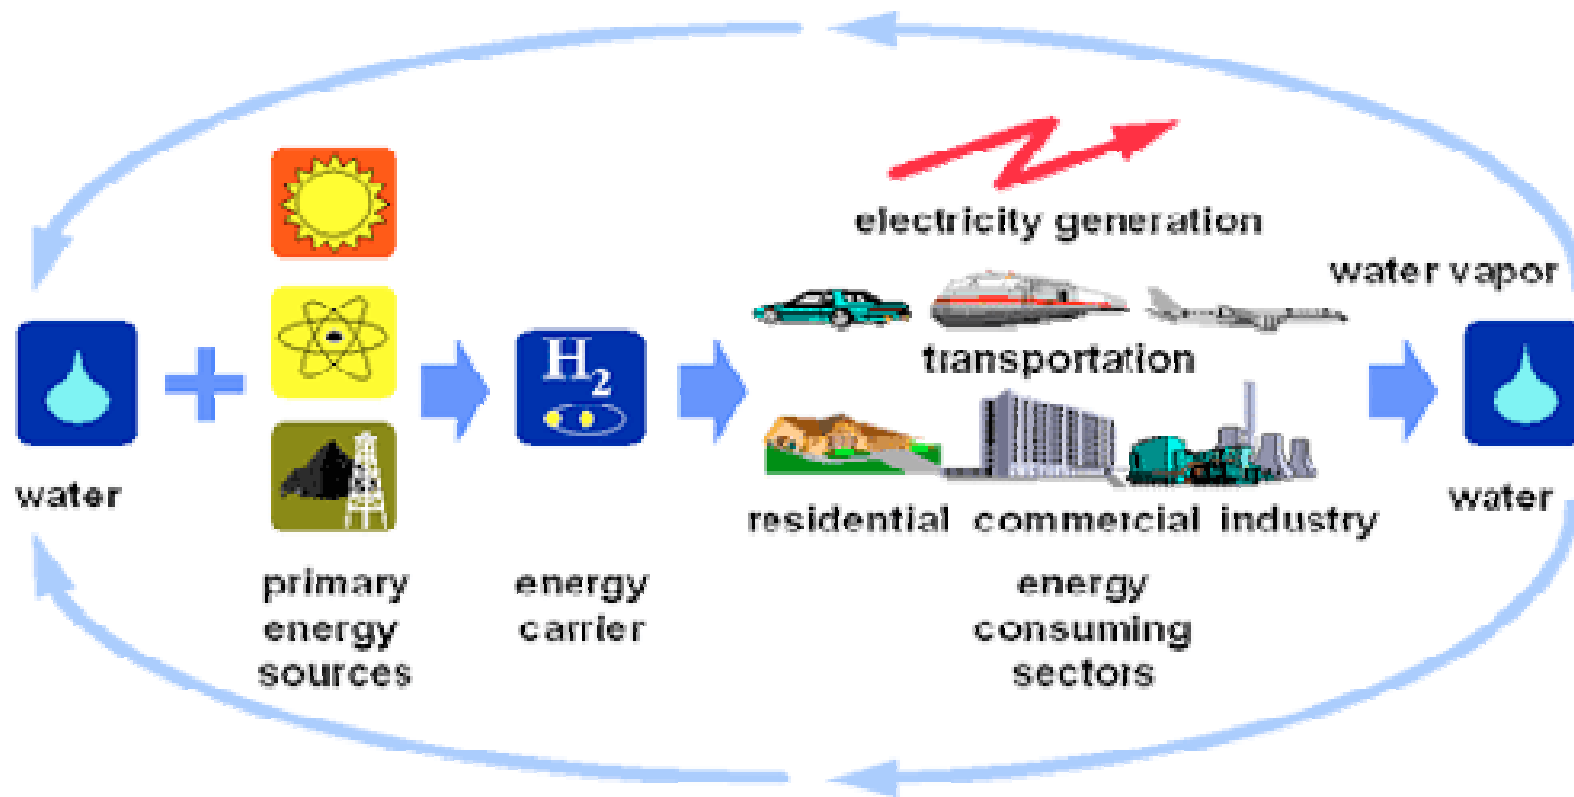 electricity generation
water vapor
H2
transportation
water
residential commercial industry
water
primary
energy
sources
energy
carrier
energy
consuming
sectors